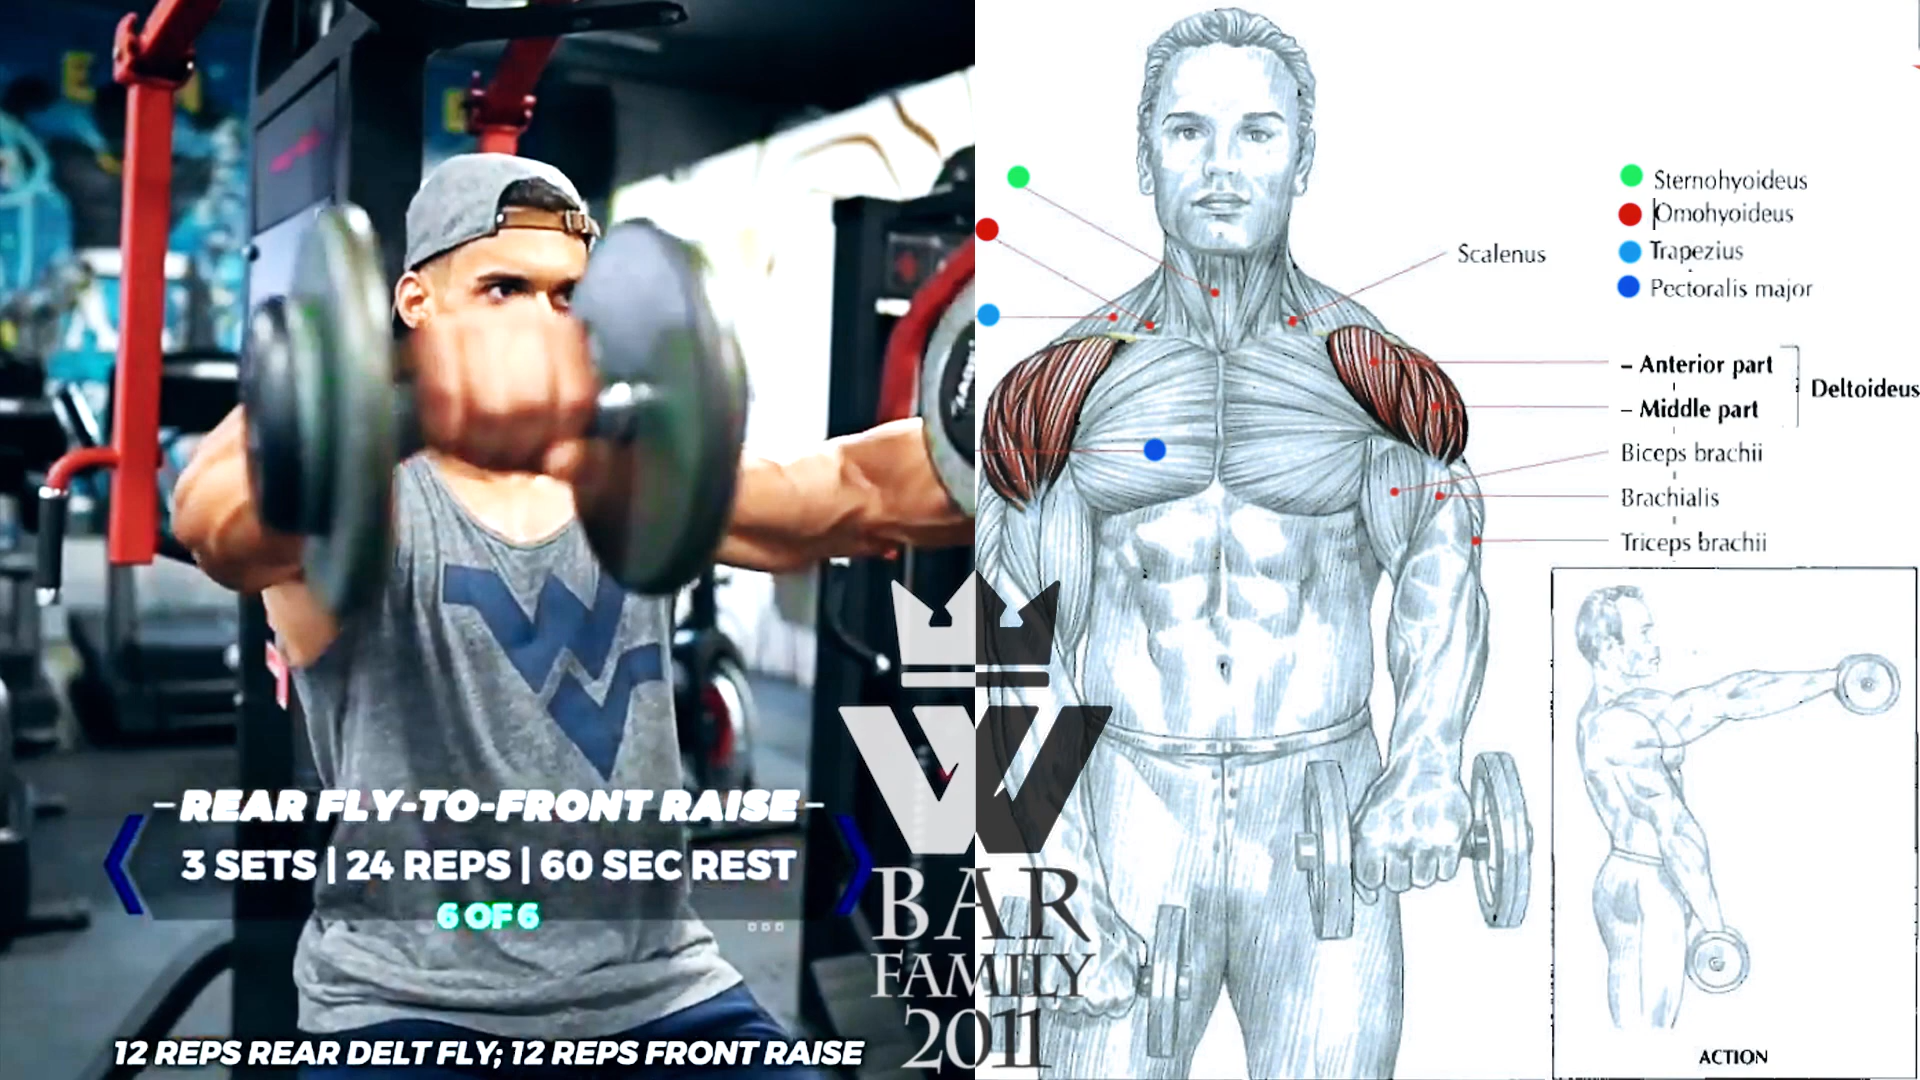 –REAR FLY-TO-FRONT RAISE–
3 SETS | 24 REPS | 60 SEC REST
6 OF 6
12 REPS REAR DELT FLY; 12 REPS FRONT RAISE
W
BAR
FAMILY
2011
Sternohyoideus
Omohyoideus
Trapezius
Pectoralis major
Scalenus
– Anterior part
– Middle part
Deltoideus
Biceps brachii
Brachialis
Triceps brachii
ACTION